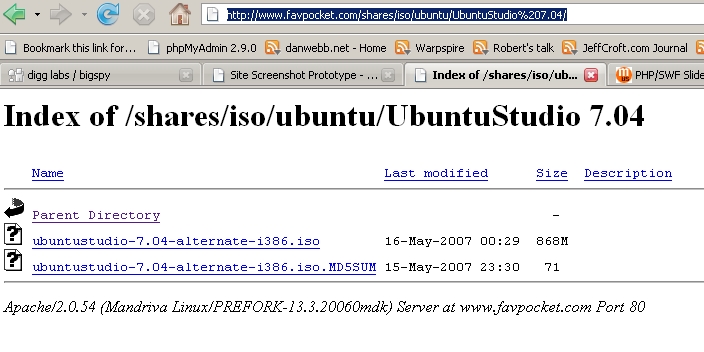 http://www.favpocket.com/shares/iso/ubuntu/UbuntuStudio%207.04/
Bookmark this link for... phpMyAdmin 2.9.0 danwebb.net - Home Warpspire Robert's talk JeffCroft.com Journal
digg labs / bigspy Site Screenshot Prototype - ... Index of /shares/iso/ub... PHP/SWF Slide
Index of /shares/iso/ubuntu/UbuntuStudio 7.04
Name Last modified Size Description
Parent Directory -
ubuntustudio-7.04-alternate-i386.iso 16-May-2007 00:29 868M
ubuntustudio-7.04-alternate-i386.iso.MD5SUM 15-May-2007 23:30 71
Apache/2.0.54 (Mandriva Linux/PREFORK-13.3.20060mdk) Server at www.favpocket.com Port 80